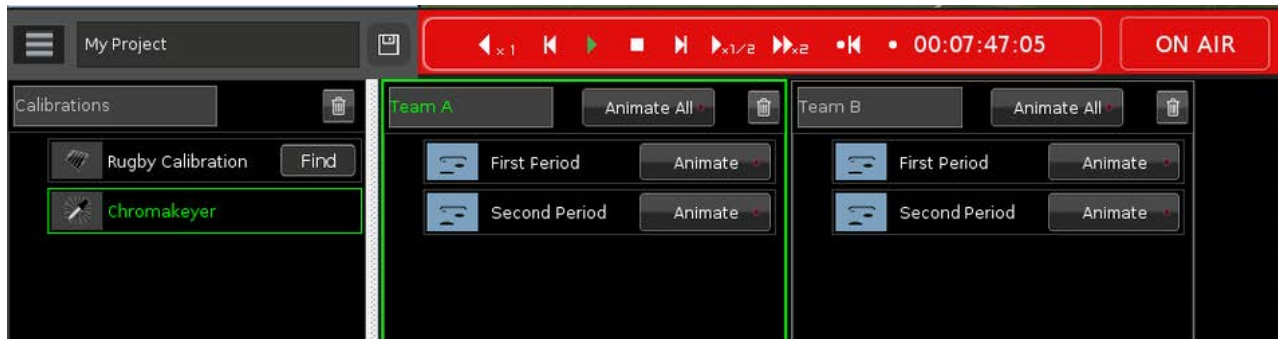 My Project
x 1 x1/2 x2 00:07:47:05 ON AIR
Calibrations
Team A Animate All
Team B Animate All
Rugby Calibration Find
First Period Animate
First Period Animate
Chromakeyer
Second Period Animate
Second Period Animate